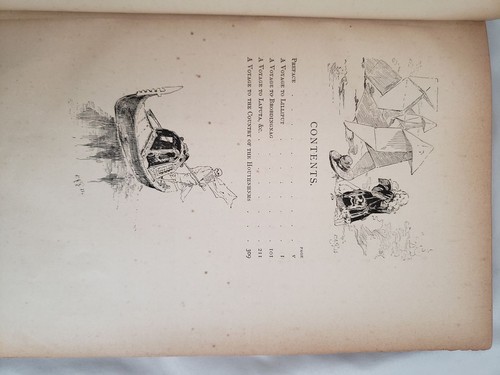 CONTENTS.
PAGE
PREFACE . . . . . . v
A VOYAGE TO LILLIPUT . . . . . 1
A VOYAGE TO BROBDINGNAG . . . . 101
A VOYAGE TO LAPUTA, &c. . . . . 211
A VOYAGE TO THE COUNTRY OF THE HOUYHNHNMS . . . 309